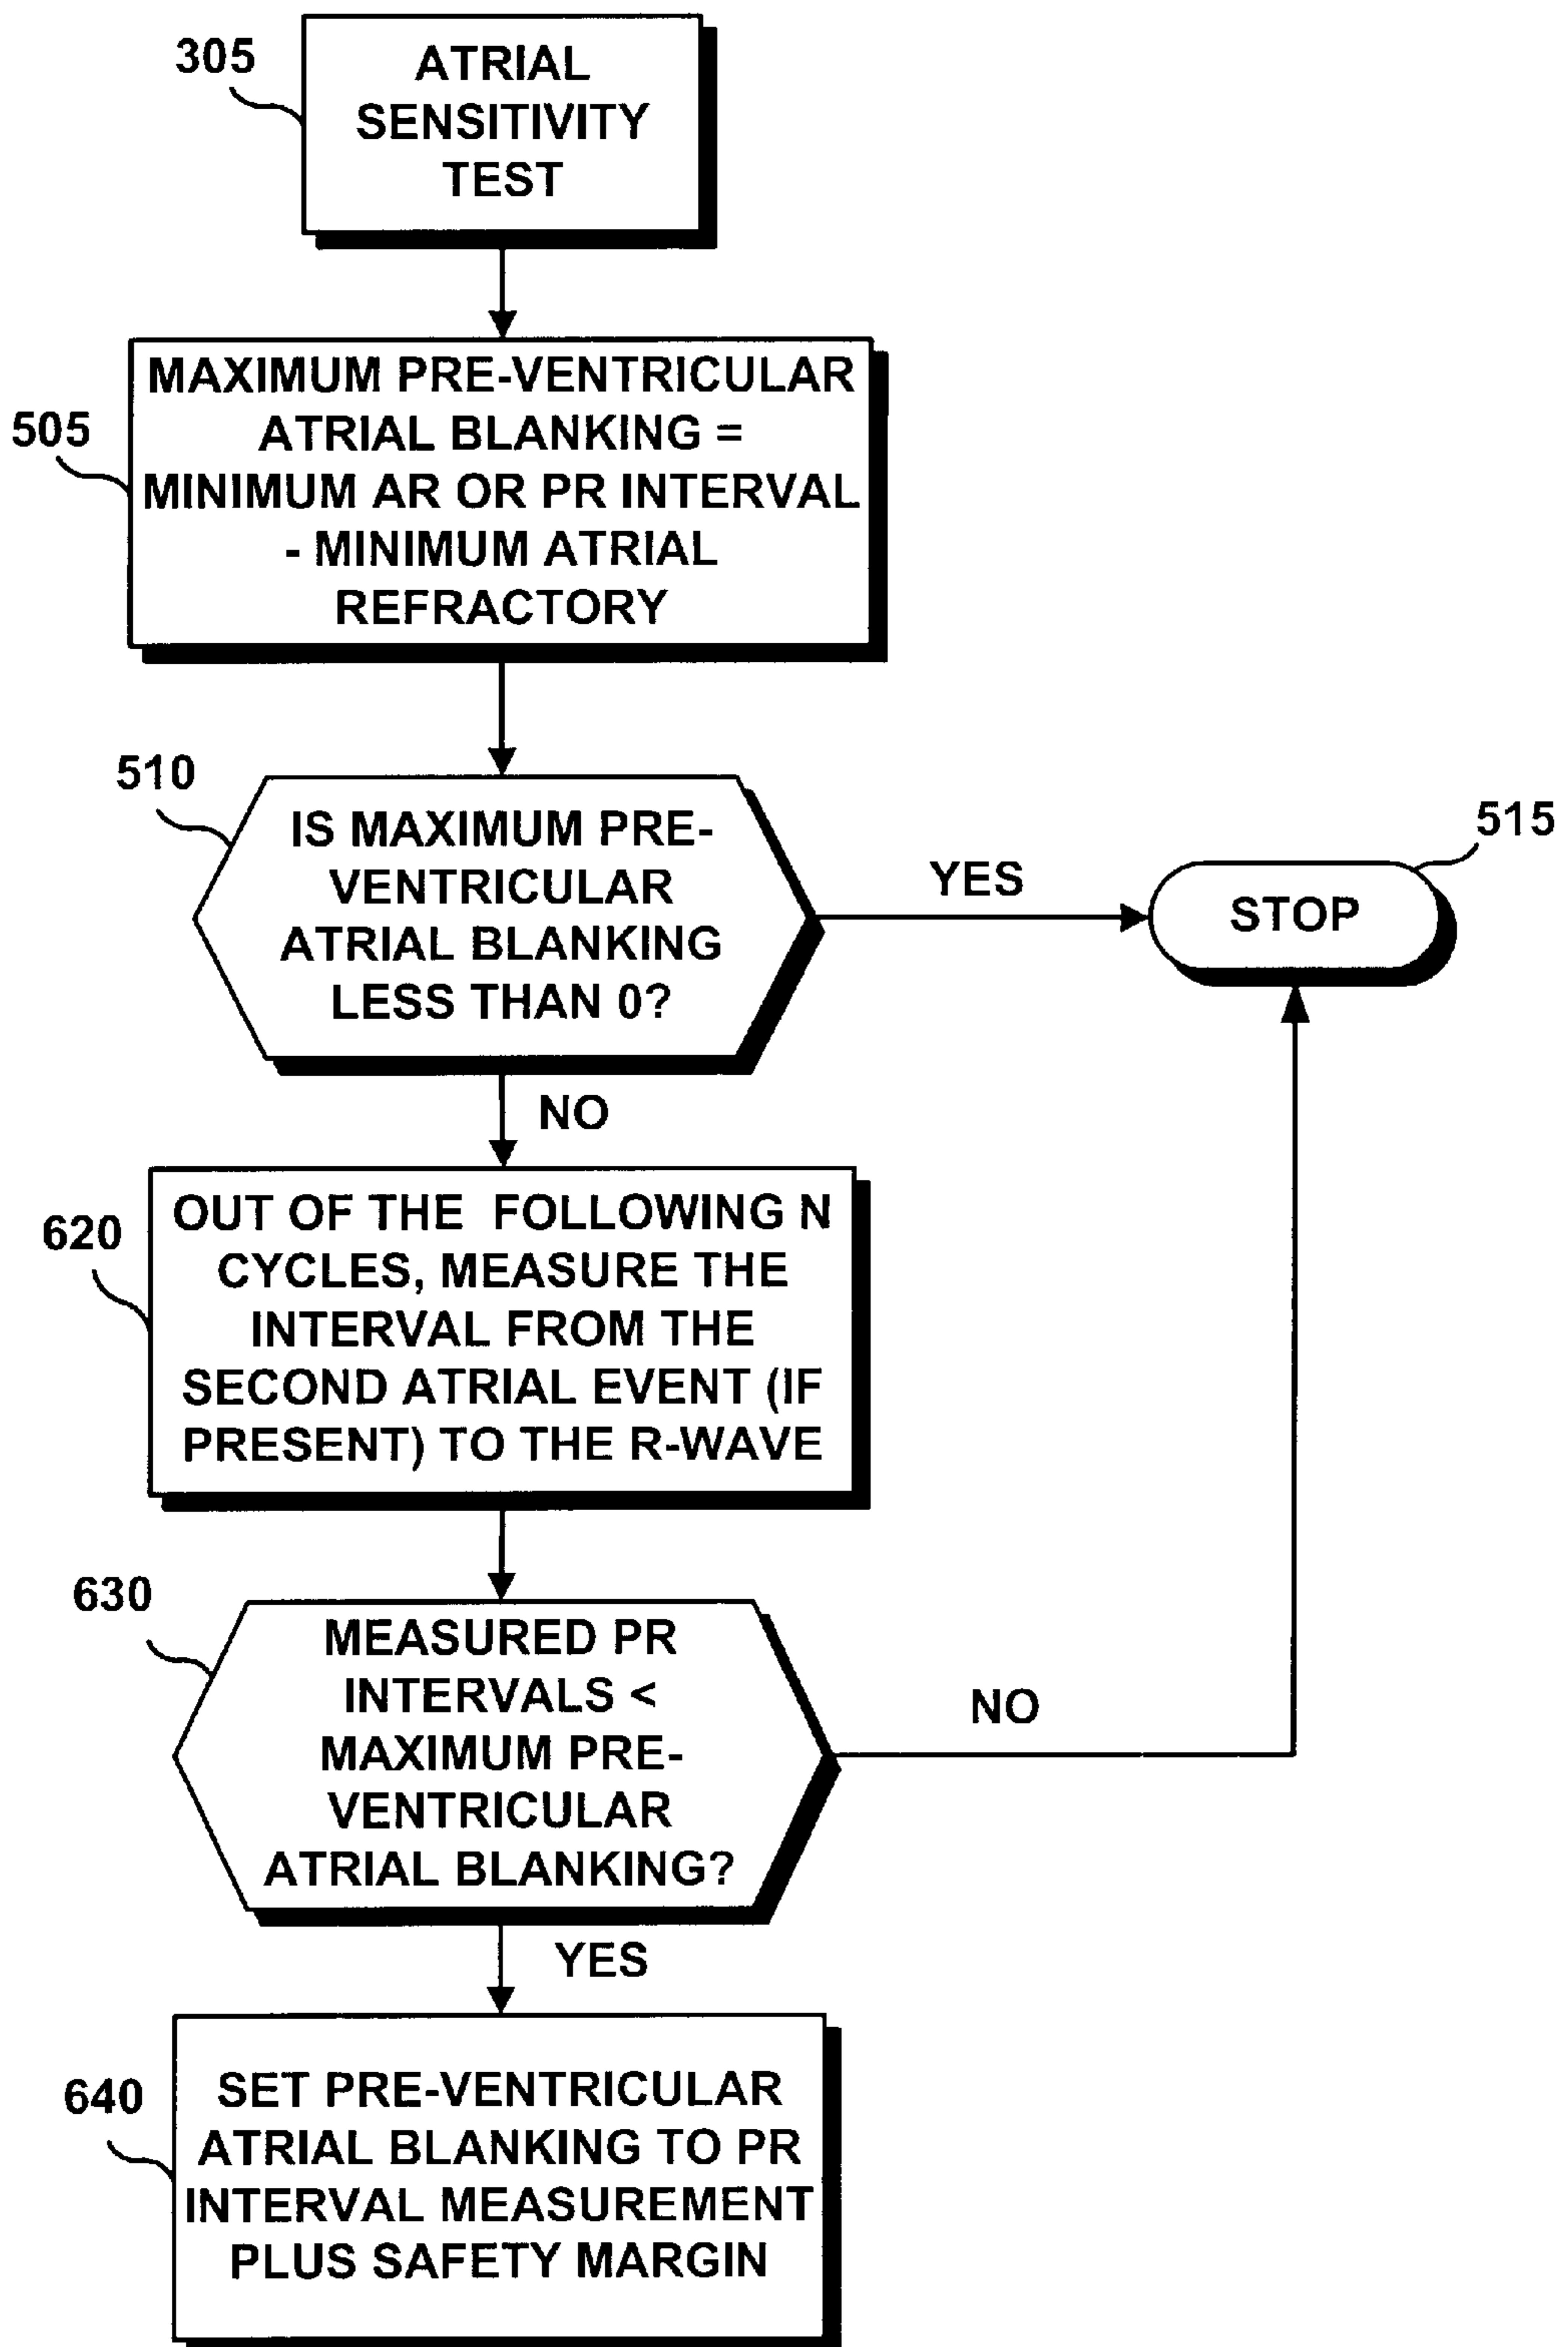 305
ATRIAL
SENSITIVITY
TEST
505
MAXIMUM PRE-VENTRICULAR
ATRIAL BLANKING =
MINIMUM AR OR PR INTERVAL
- MINIMUM ATRIAL
REFRACTORY
510
IS MAXIMUM PRE-
VENTRICULAR
ATRIAL BLANKING
LESS THAN 0?
YES
515
STOP
NO
620
OUT OF THE FOLLOWING N
CYCLES, MEASURE THE
INTERVAL FROM THE
SECOND ATRIAL EVENT (IF
PRESENT) TO THE R-WAVE
630
MEASURED PR
INTERVALS <
MAXIMUM PRE-
VENTRICULAR
ATRIAL BLANKING?
NO
YES
640
SET PRE-VENTRICULAR
ATRIAL BLANKING TO PR
INTERVAL MEASUREMENT
PLUS SAFETY MARGIN